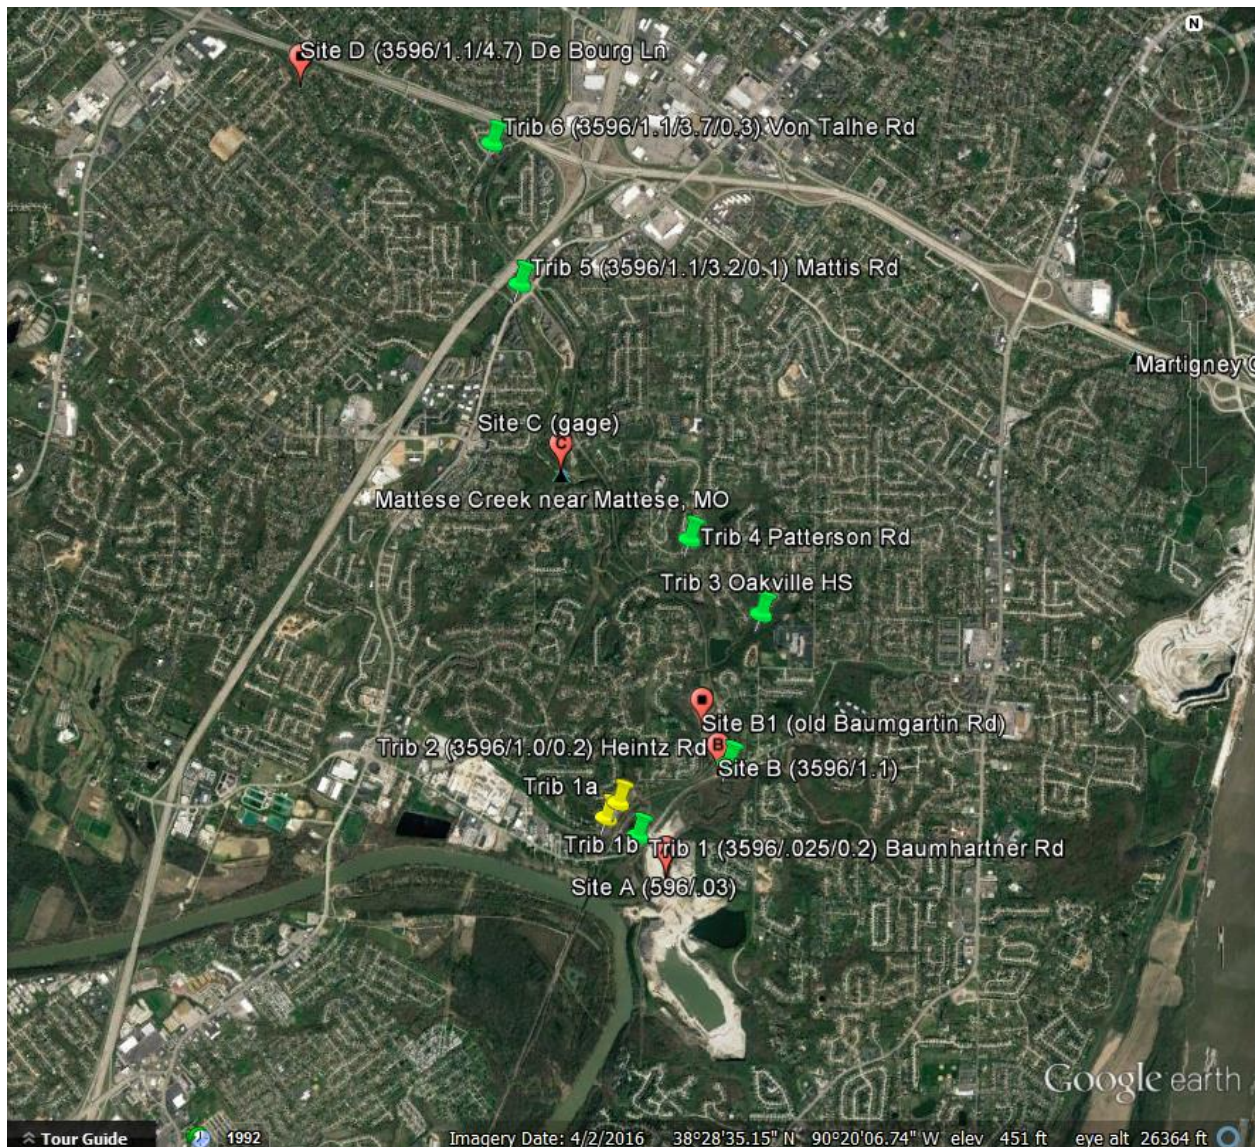 N
Site D (3596/1.1/4.7) De Bourg Ln
Trib 6 (3596/1.1/3.7/0.3) Von Talhe Rd
Trib 5 (3596/1.1/3.2/0.1) Mattis Rd
Martigney C
Site C (gage)
C
Mattese Creek near Mattese, MO
Trib 4 Patterson Rd
Trib 3 Oakville HS
Site B1 (old Baumgartin Rd)
Trib 2 (3596/1.0/0.2) Heintz Rd
B
Site B (3596/1.1)
Trib 1a
Trib 1b
Trib 1 (3596/.025/0.2) Baumhartner Rd
Site A (596/.03)
Google earth
Tour Guide
1992
Imagery Date: 4/2/2016 38°28'35.15" N 90°20'06.74" W elev 451 ft eye alt 26364 ft